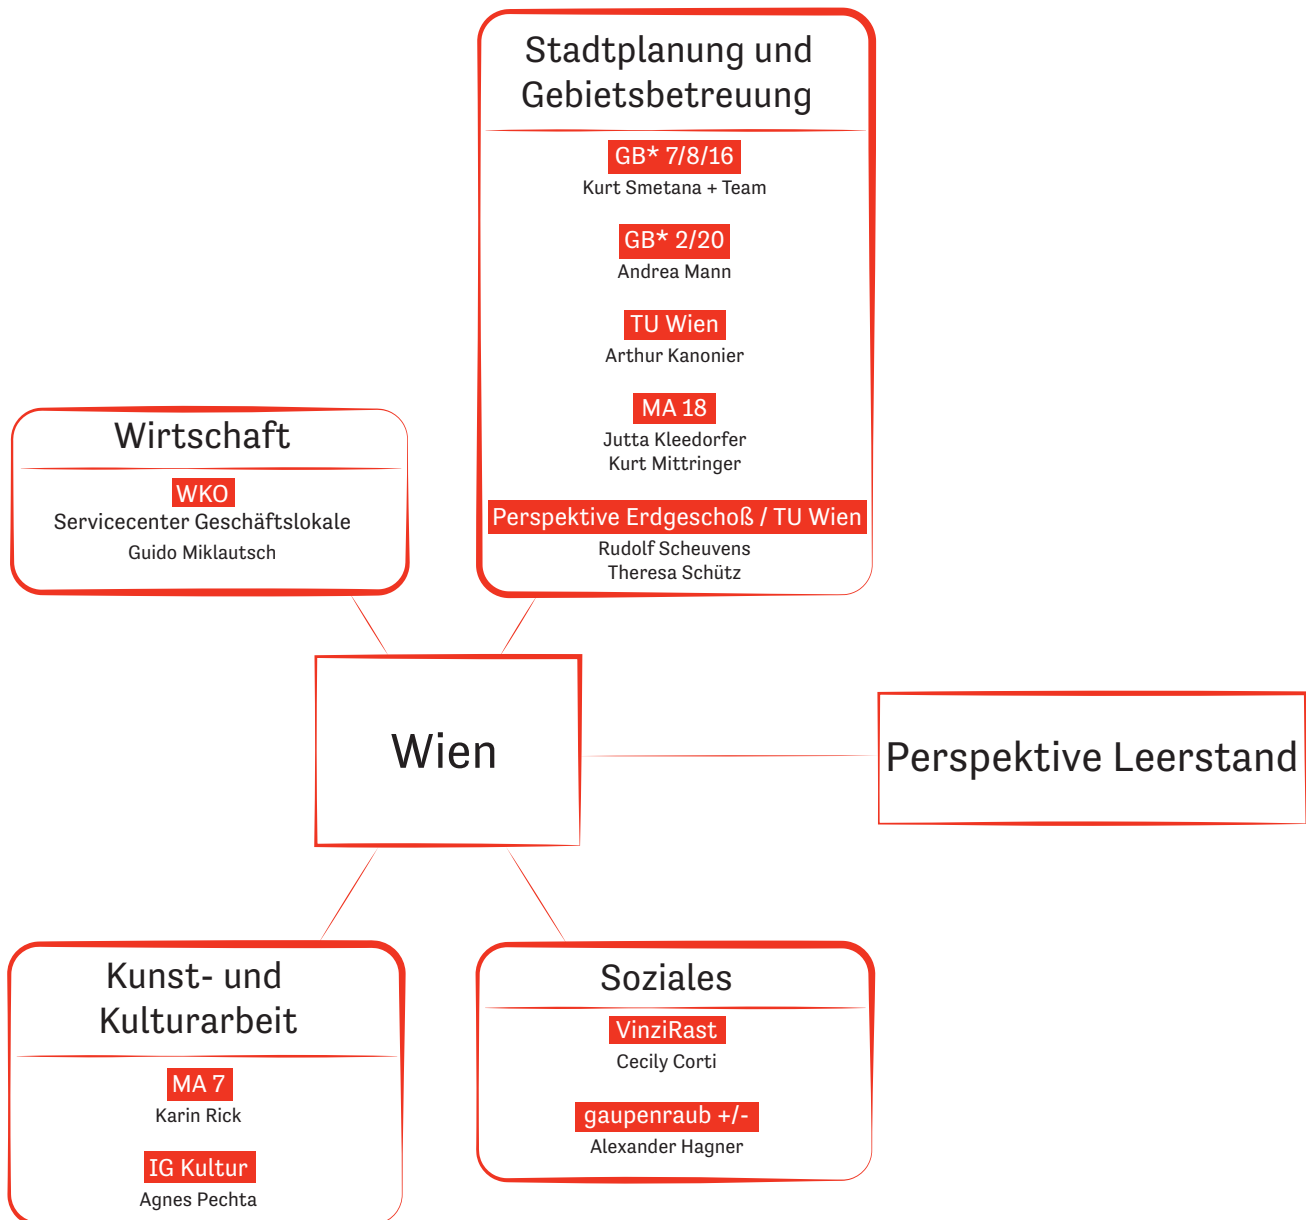 Stadtplanung und
Gebietsbetreuung
GB* 7/8/16
Kurt Smetana + Team
GB* 2/20
Andrea Mann
TU Wien
Arthur Kanonier
MA 18
Jutta Kleedorfer
Kurt Mittringer
Perspektive Erdgeschoß / TU Wien
Rudolf Scheuvens
Theresa Schütz
Wirtschaft
WKO
Servicecenter Geschäftslokale
Guido Miklautsch
Wien
Perspektive Leerstand
Kunst- und
Kulturarbeit
MA 7
Karin Rick
IG Kultur
Agnes Pechta
Soziales
VinziRast
Cecily Corti
gaupenraub +/-
Alexander Hagner